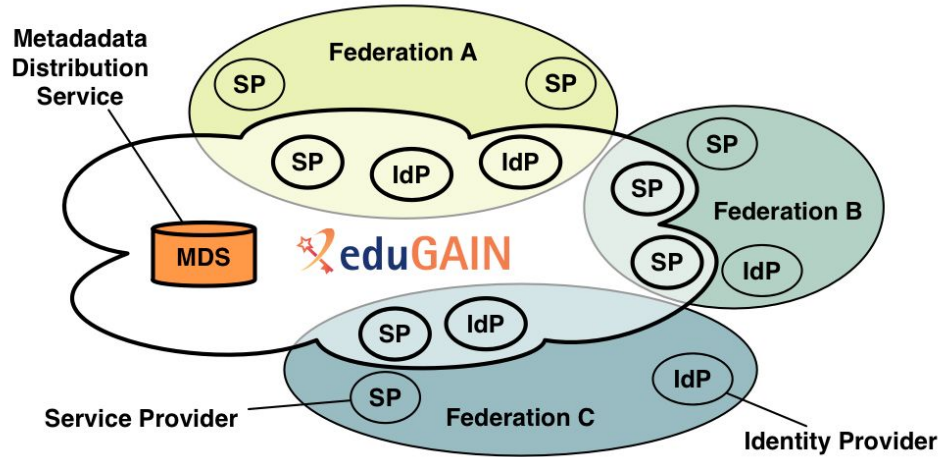 Metadadata
Distribution
Service
Federation A
SP
SP
SP
IdP
IdP
SP
SP
Federation B
SP
IdP
MDS
eduGAIN
SP
IdP
SP
IdP
Service Provider
Federation C
Identity Provider